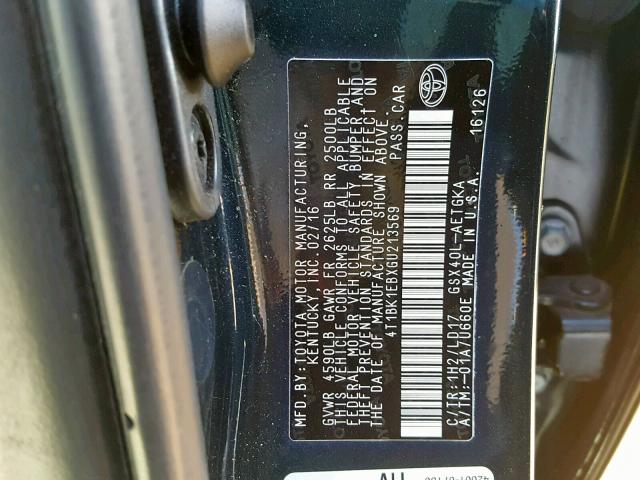 MFD.BY:TOYOTA MOTOR MANUFACTURING,
KENTUCKY, INC. 02/16
GVWR 4590LB GAWR FR 2625LB RR 2500LB
THIS VEHICLE CONFORMS TO ALL APPLICABLE
FEDERAL MOTOR VEHICLE SAFETY, BUMPER, AND
THEFT PREVENTION STANDARDS IN EFFECT ON
THE DATE OF MANUFACTURE SHOWN ABOVE.
4T1BK1EBXGU213569 PASS.CAR
C/TR:1H2/LD17 GSX40L-AETGKA
A/TM:-01A/U660E MADE IN U.S.A.
16126
ALL